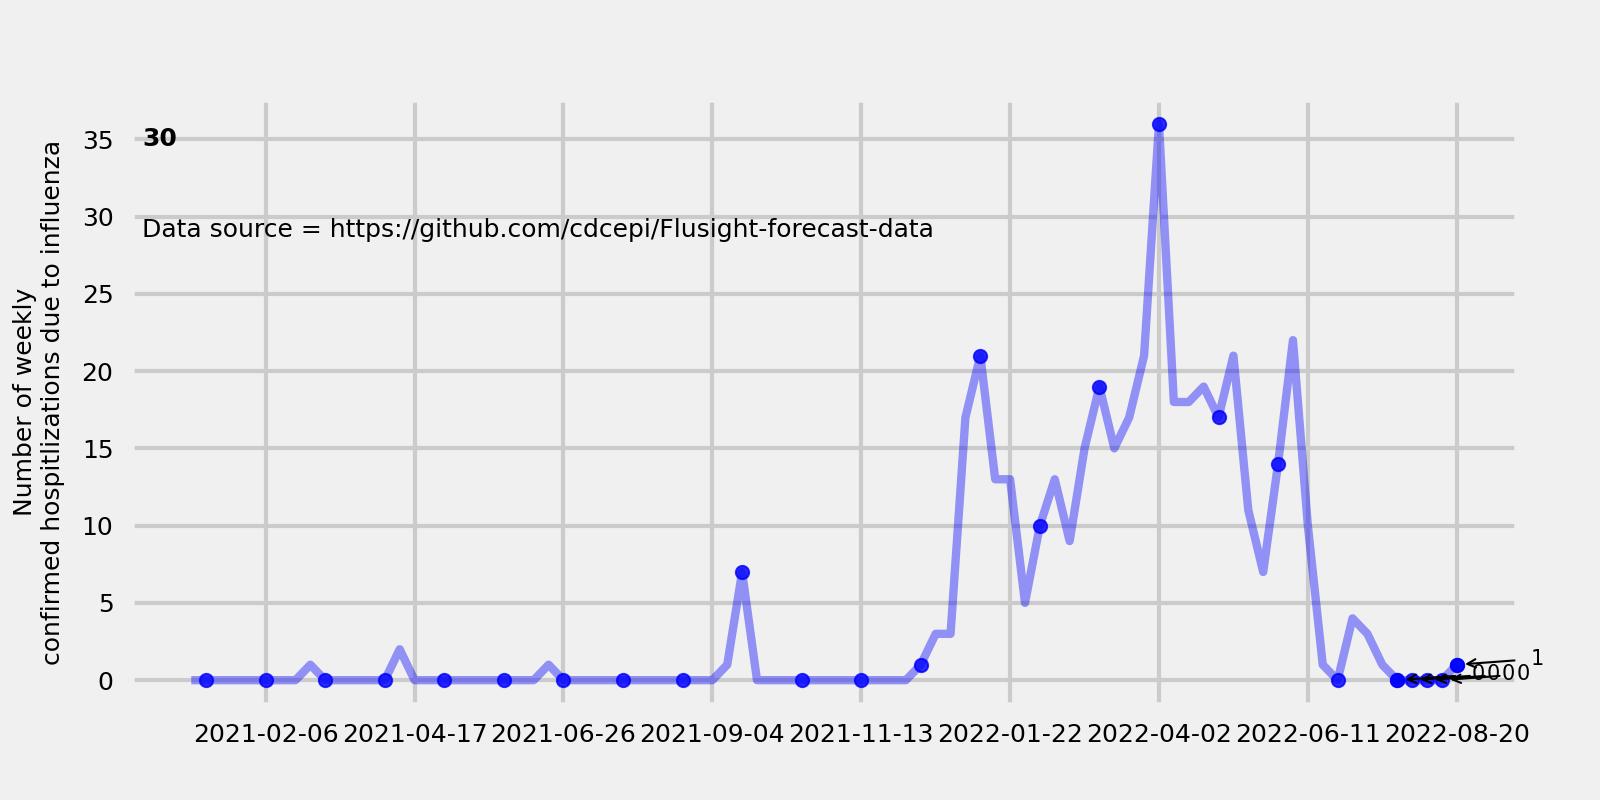 Number of weekly
confirmed hospitlizations due to influenza
35
30
25
20
15
10
5
0
30
Data source = https://github.com/cdcepi/Flusight-forecast-data
1
0000
2021-02-06 2021-04-17 2021-06-26 2021-09-04 2021-11-13 2022-01-22 2022-04-02 2022-06-11 2022-08-20